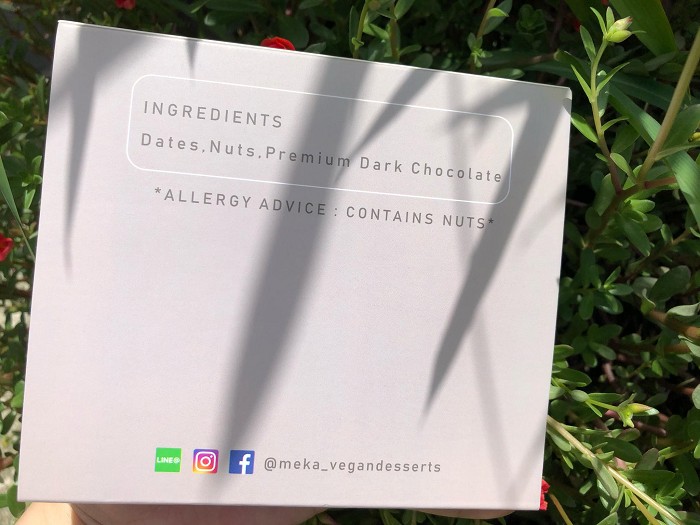 INGREDIENTS
Dates,Nuts,Premium Dark Chocolate
*ALLERGY ADVICE : CONTAINS NUTS*
LINE@ @meka_vegandesserts